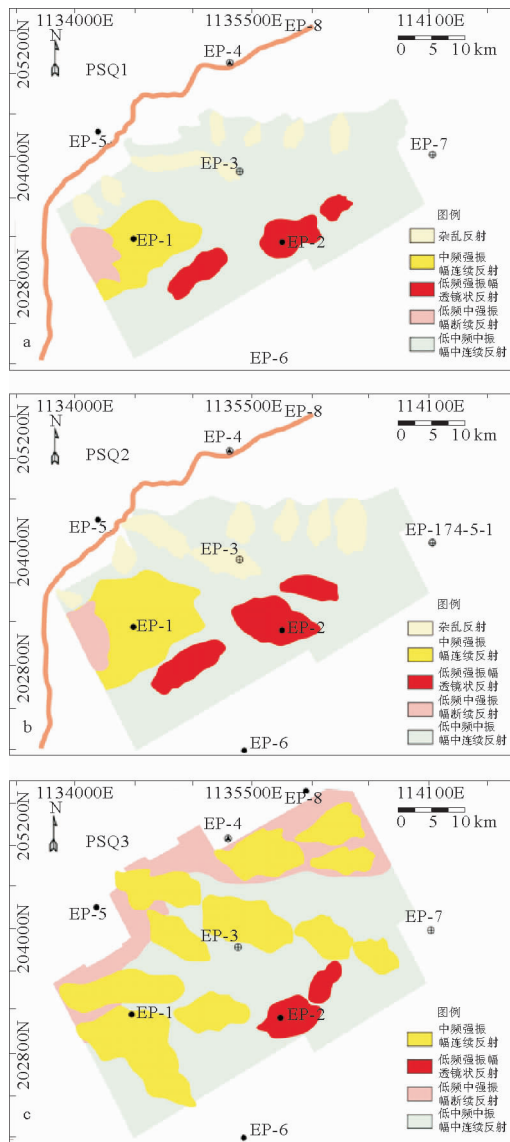 1134000E 1135500E 114100E
EP-8
N
EP-4
0 5 10 km
205200N
PSQ1
EP-5
EP-7
204000N
EP-3
图例
杂乱反射
EP-1
EP-2
中频强振
幅连续反射
低频强振幅
透镜状反射
202800N
低频中强振
幅断续反射
低中频中振
幅中连续反射
a
EP-6
1134000E 1135500E 114100E
EP-8
N
EP-4
0 5 10 km
205200N
PSQ2
EP-5
EP-174-5-1
204000N
EP-3
图例
杂乱反射
EP-1
EP-2
中频强振
幅连续反射
低频强振幅
透镜状反射
202800N
低频中强振
幅断续反射
低中频中振
幅中连续反射
b
EP-6
1134000E 1135500E 114100E
EP-8
N
EP-4
0 5 10 km
205200N
PSQ3
EP-5
EP-7
204000N
EP-3
图例
EP-1
EP-2
中频强振
幅连续反射
低频强振幅
透镜状反射
202800N
低频中强振
幅断续反射
低中频中振
幅中连续反射
c
EP-6